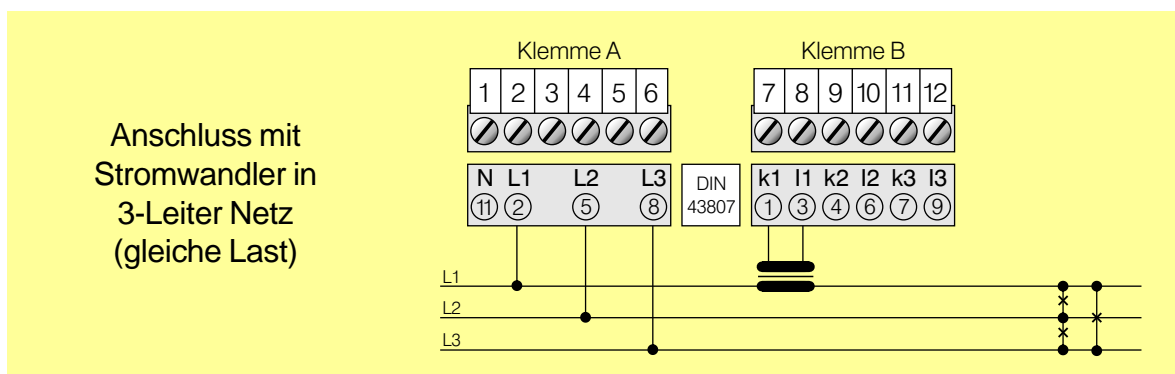 Klemme A
Klemme B
1 2 3 4 5 6
7 8 9 10 11 12
Anschluss mit
Stromwandler in
3-Leiter Netz
(gleiche Last)
N L1 L2 L3
11 2 5 8
DIN
43807
k1 l1 k2 l2 k3 l3
1 3 4 6 7 9
L1
L2
L3